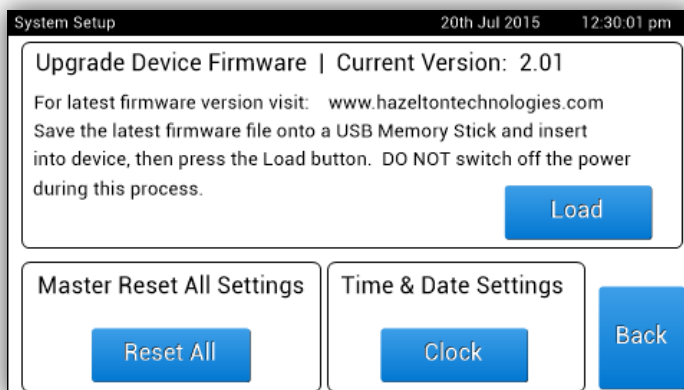 System Setup 20th Jul 2015 12:30:01 pm
Upgrade Device Firmware | Current Version: 2.01
For latest firmware version visit: www.hazeltontechnologies.com
Save the latest firmware file onto a USB Memory Stick and insert
into device, then press the Load button. DO NOT switch off the power
during this process.
Load
Master Reset All Settings
Reset All
Time & Date Settings
Clock
Back